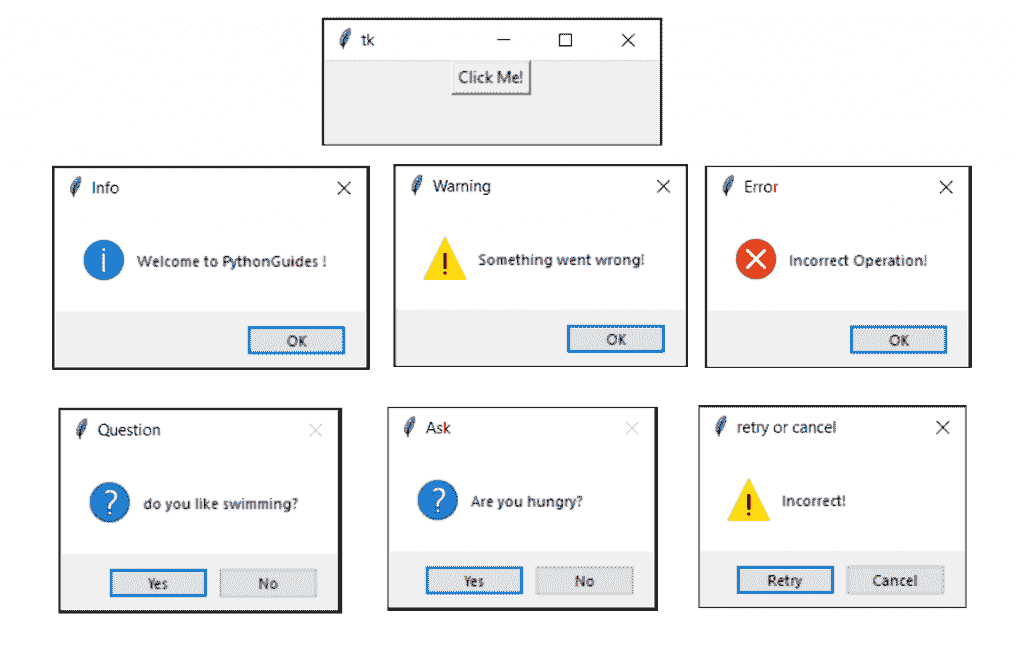 tk
Click Me!
Info
Welcome to PythonGuides !
OK
Warning
Something went wrong!
OK
Error
Incorrect Operation!
OK
Question
do you like swimming?
Yes No
Ask
Are you hungry?
Yes No
retry or cancel
Incorrect!
Retry Cancel